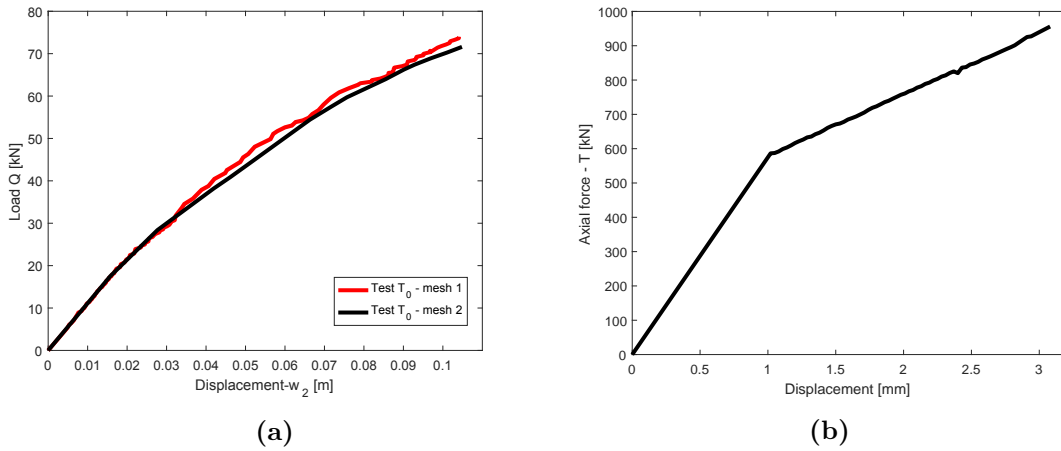 80
70
60
50
40
30
20
10
0
Load Q [kN]
0 0.01 0.02 0.03 0.04 0.05 0.06 0.07 0.08 0.09 0.1
Displacement-w 2 [m]
Test T0 - mesh 1
Test T0 - mesh 2
(a)
1000
900
800
700
600
500
400
300
200
100
0
Axial force - T [kN]
0 0.5 1 1.5 2 2.5 3
Displacement [mm]
(b)